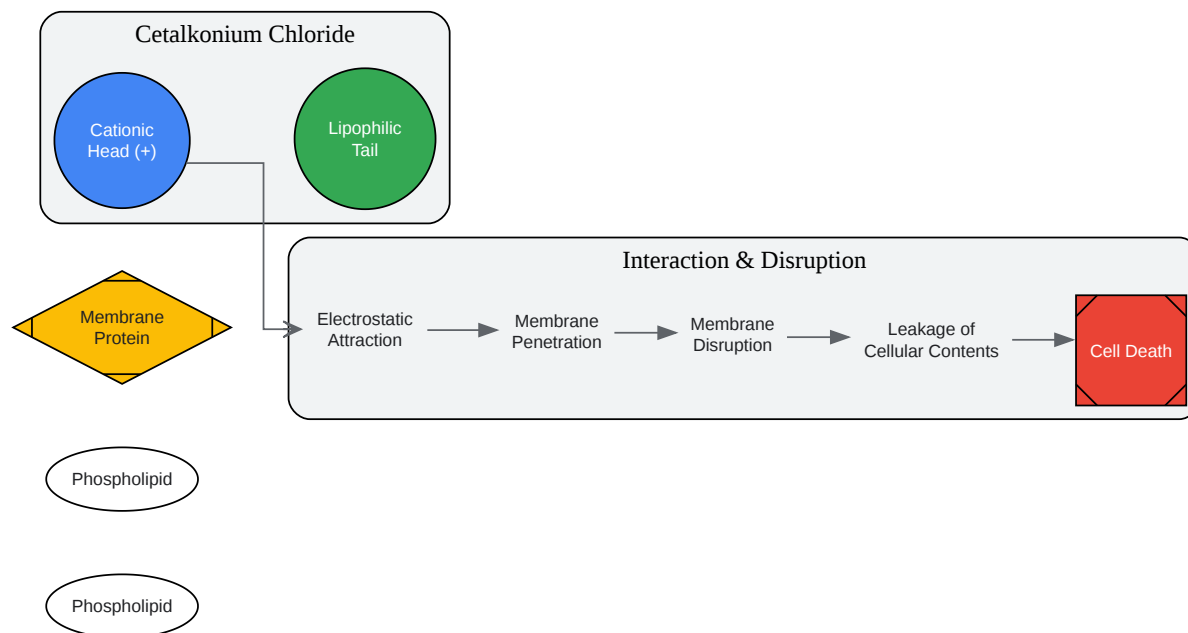 Cetalkonium Chloride
Cationic
Head (+)
Lipophilic
Tail
Interaction & Disruption
Membrane
Protein
Electrostatic
Attraction
Membrane
Penetration
Membrane
Disruption
Leakage of
Cellular Contents
Cell Death
Phospholipid
Phospholipid